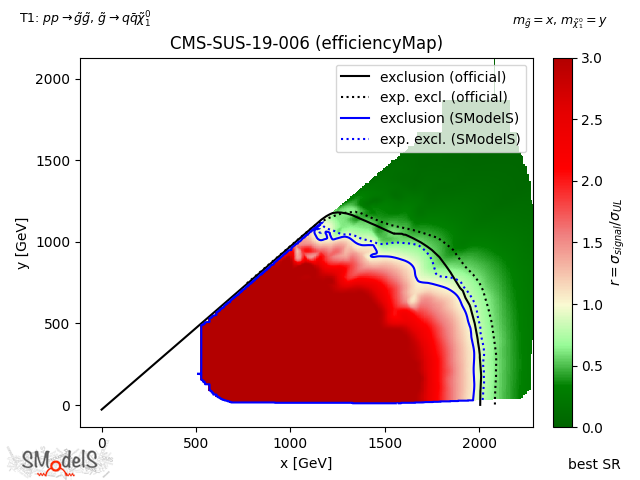 T1: pp → g̃g̃, g̃ → qq̄χ̃₁⁰
m_g̃ = x, m_χ̃₁⁰ = y
CMS-SUS-19-006 (efficiencyMap)
exclusion (official)
exp. excl. (official)
exclusion (SModelS)
exp. excl. (SModelS)
2000
1500
1000
500
0
y [GeV]
0 500 1000 1500 2000
x [GeV]
3.0
2.5
2.0
1.5
1.0
0.5
0.0
r = σ_signal/σ_UL
best SR
SModelS